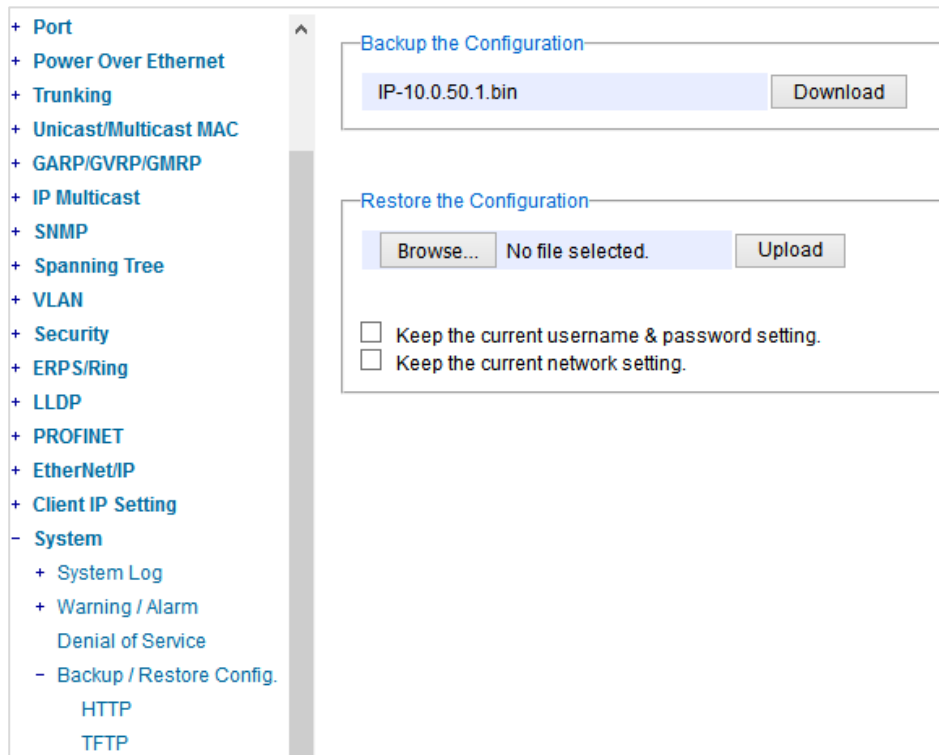 + Port
+ Power Over Ethernet
+ Trunking
+ Unicast/Multicast MAC
+ GARP/GVRP/GMRP
+ IP Multicast
+ SNMP
+ Spanning Tree
+ VLAN
+ Security
+ ERPS/Ring
+ LLDP
+ PROFINET
+ EtherNet/IP
+ Client IP Setting
− System
+ System Log
+ Warning / Alarm
Denial of Service
− Backup / Restore Config.
HTTP
TFTP
Backup the Configuration
IP-10.0.50.1.bin Download
Restore the Configuration
Browse... No file selected. Upload
Keep the current username & password setting.
Keep the current network setting.